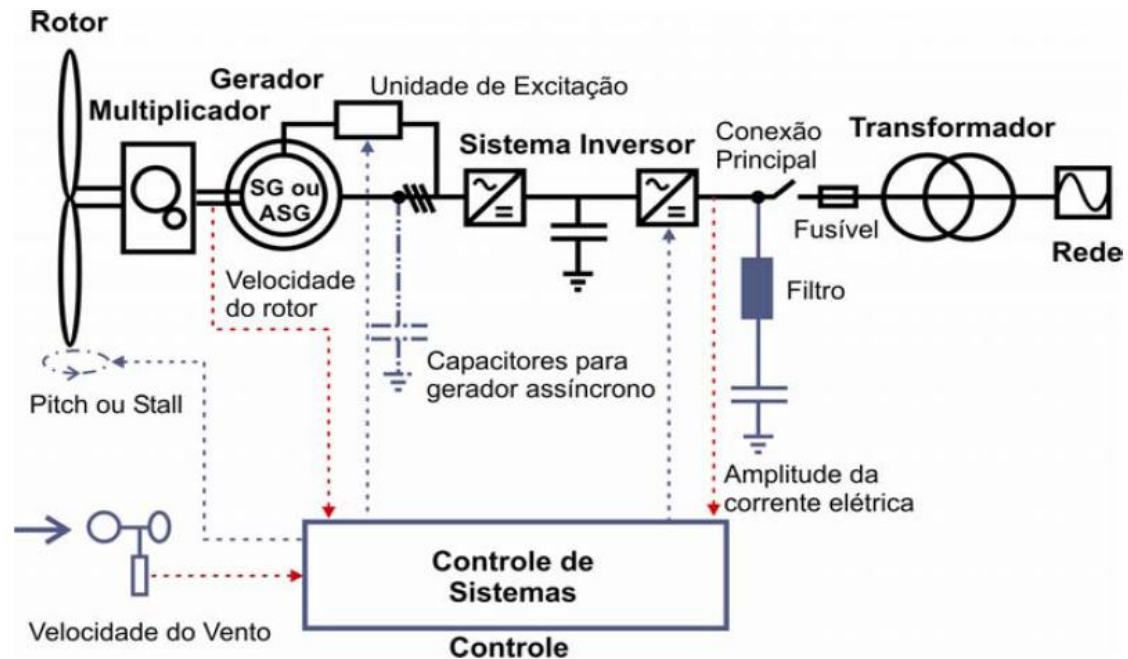 Rotor
Gerador
Unidade de Excitação
Multiplicador
Sistema Inversor
Conexão
Principal
Transformador
SG ou
ASG
Fusível
Rede
Velocidade
do rotor
Filtro
Capacitores para
gerador assíncrono
Pitch ou Stall
Amplitude da
corrente elétrica
Controle de
Sistemas
Velocidade do Vento
Controle